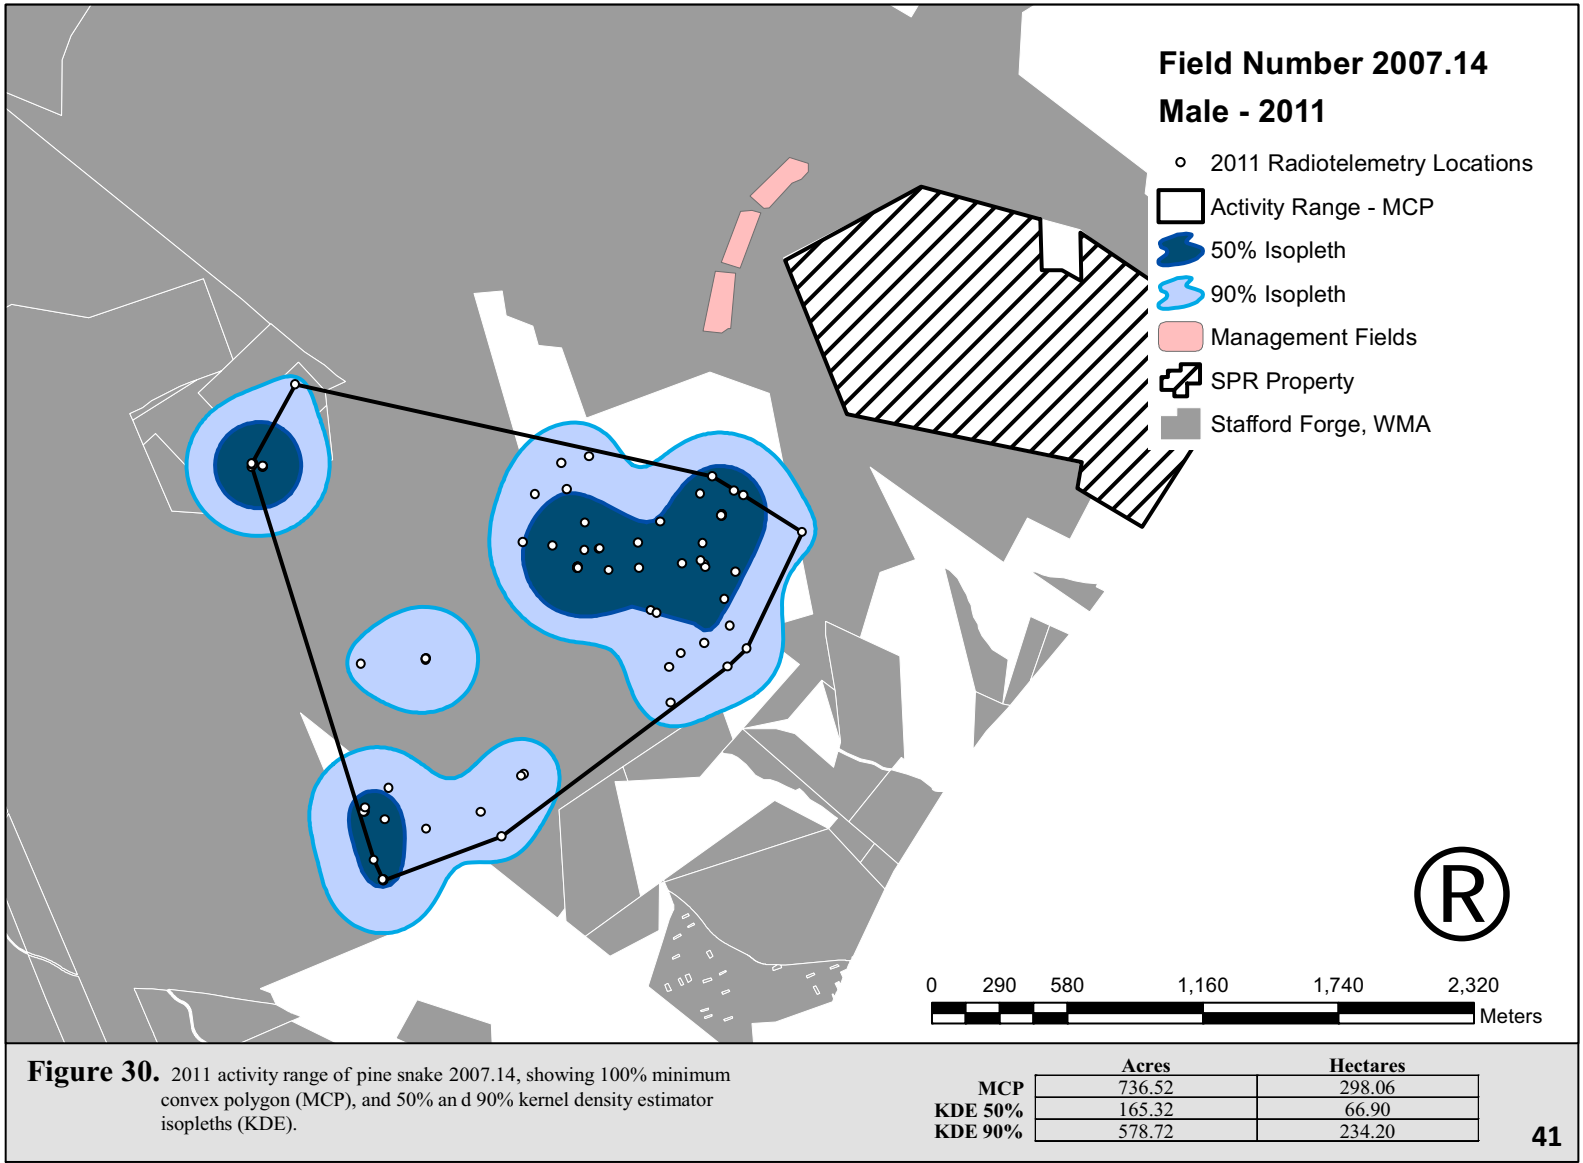 Field Number 2007.14
Male - 2011
2011 Radiotelemetry Locations
Activity Range - MCP
50% Isopleth
90% Isopleth
Management Fields
SPR Property
Stafford Forge, WMA
®
0 290 580 1,160 1,740 2,320
Meters
Figure 30. 2011 activity range of pine snake 2007.14, showing 100% minimum
convex polygon (MCP), and 50% an d 90% kernel density estimator
isopleths (KDE).
Acres Hectares
MCP 736.52 298.06
KDE 50% 165.32 66.90
KDE 90% 578.72 234.20
41